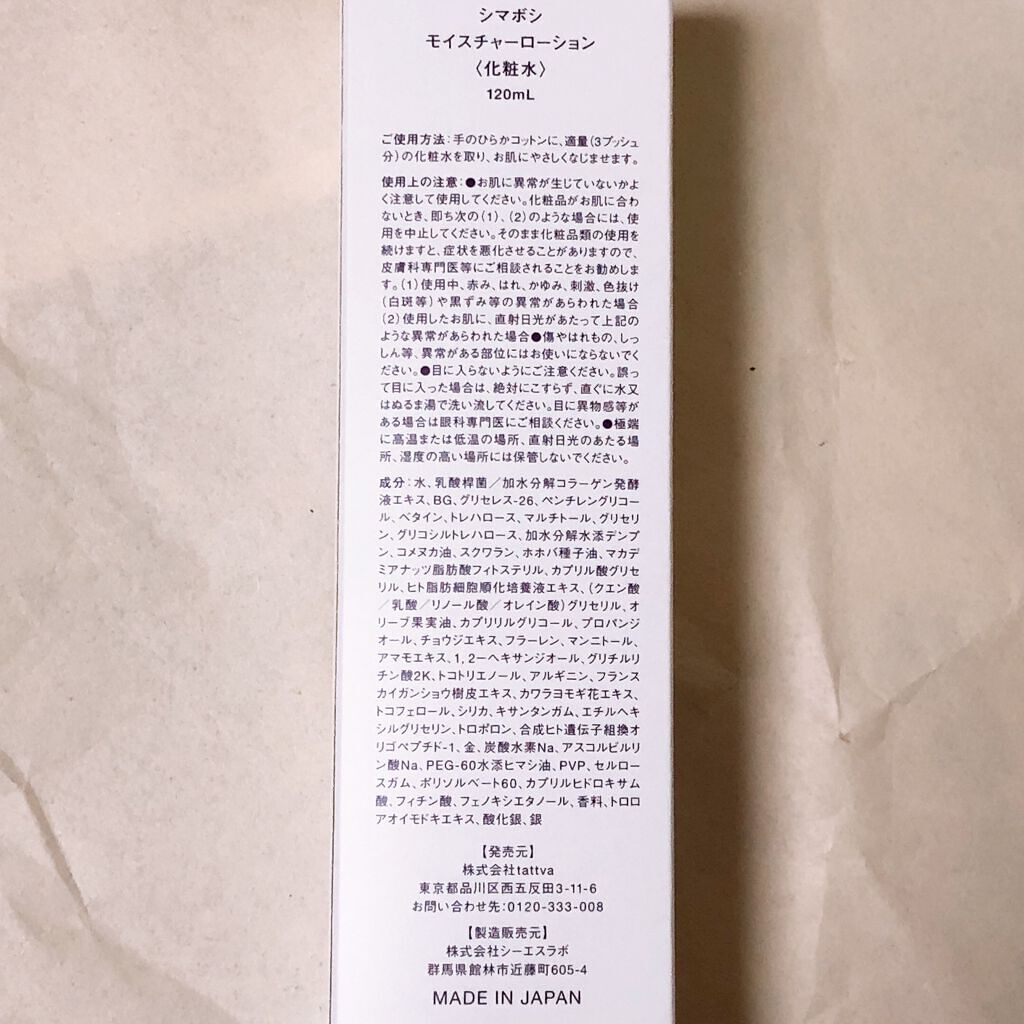 シマボシ
モイスチャーローション
〈化粧水〉
120mL
ご使用方法：手のひらかコットンに、適量（3プッシュ
分）の化粧水を取り、お肌にやさしくなじませます。
使用上の注意：●お肌に異常が生じていないかよ
く注意して使用してください。化粧品がお肌に合わ
ないとき、即ち次の（1）、（2）のような場合には、使
用を中止してください。そのまま化粧品類の使用を
続けますと、症状を悪化させることがありますので、
皮膚科専門医等にご相談されることをお勧めしま
す。（1）使用中、赤み、はれ、かゆみ、刺激、色抜け
（白斑等）や黒ずみ等の異常があらわれた場合
（2）使用したお肌に、直射日光があたって上記の
ような異常があらわれた場合●傷やはれもの、しっ
しん等、異常がある部位にはお使いにならないでく
ださい。●目に入らないようにご注意ください。誤っ
て目に入った場合は、絶対にこすらず、直ぐに水又
はぬるま湯で洗い流してください。目に異物感等が
ある場合は眼科専門医にご相談ください。●極端
に高温または低温の場所、直射日光のあたる場
所、湿度の高い場所には保管しないでください。
成分：水、乳酸桿菌／加水分解コラーゲン発酵
液エキス、BG、グリセレス-26、ペンチレングリコー
ル、ベタイン、トレハロース、マルチトール、グリセリ
ン、グリコシルトレハロース、加水分解水添デンプ
ン、コメヌカ油、スクワラン、ホホバ種子油、マカデ
ミアナッツ脂肪酸フィトステリル、カプリル酸グリセ
リル、ヒト脂肪細胞順化培養液エキス、（クエン酸
／乳酸／リノール酸／オレイン酸）グリセリル、オ
リーブ果実油、カプリリルグリコール、プロパンジ
オール、チョウジエキス、フラーレン、マンニトール、
アマモエキス、1,2－ヘキサンジオール、グリチルリ
チン酸2K、トコトリエノール、アルギニン、フランス
カイガンショウ樹皮エキス、カワラヨモギ花エキス、
トコフェロール、シリカ、キサンタンガム、エチルヘキ
シルグリセリン、トロポロン、合成ヒト遺伝子組換オ
リゴペプチド-1、金、炭酸水素Na、アスコルビルリ
ン酸Na、PEG-60水添ヒマシ油、PVP、セルロー
スガム、ポリソルベート60、カプリルヒドロキサム
酸、フィチン酸、フェノキシエタノール、香料、トロロ
アオイモドキエキス、酸化銀、銀
【発売元】
株式会社tattva
東京都品川区西五反田3-11-6
お問い合わせ先：0120-333-008
【製造販売元】
株式会社シーエスラボ
群馬県館林市近藤町605-4
MADE IN JAPAN